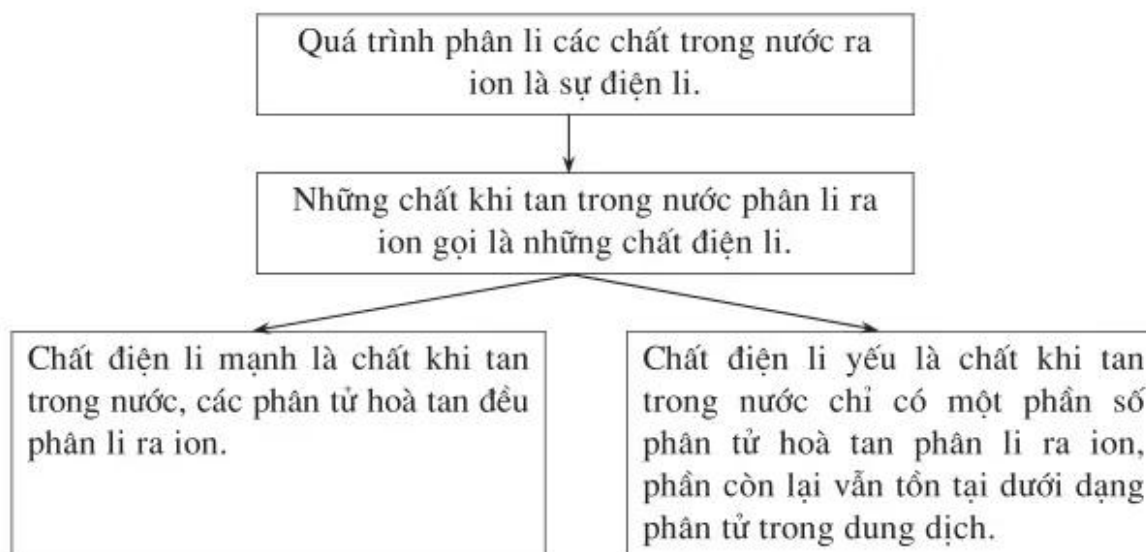 Quá trình phân li các chất trong nước ra
ion là sự điện li.
Những chất khi tan trong nước phân li ra
ion gọi là những chất điện li.
Chất điện li mạnh là chất khi tan
trong nước, các phân tử hoà tan đều
phân li ra ion.
Chất điện li yếu là chất khi tan
trong nước chỉ có một phần số
phân tử hoà tan phân li ra ion,
phần còn lại vẫn tồn tại dưới dạng
phân tử trong dung dịch.